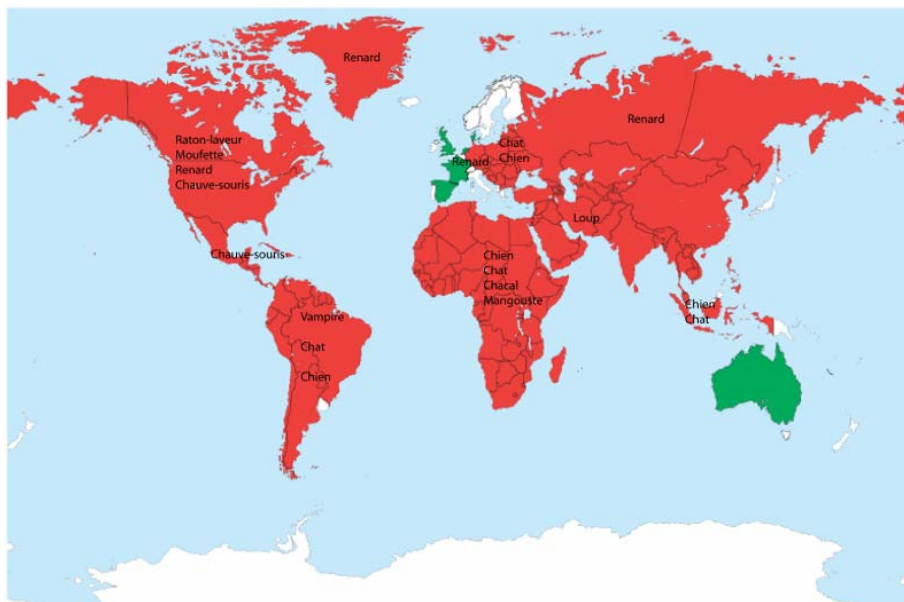 Renard
Renard
Raton-laveur
Moufette
Renard
Chauve-souris
Chat
Chien
Renard
Loup
Chauve-souris
Chien
Chat
Chacal
Mangouste
Chien
Chat
Vampire
Chat
Chien